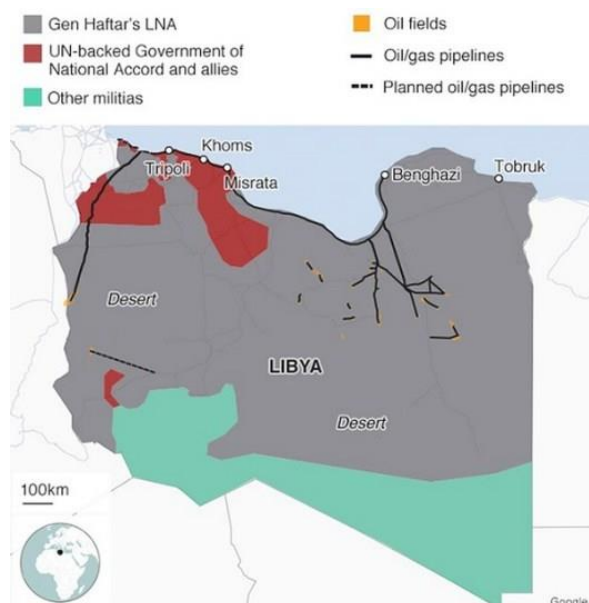 Gen Haftar's LNA
UN-backed Government of
National Accord and allies
Other militias
Oil fields
Oil/gas pipelines
Planned oil/gas pipelines
Khoms
Tripoli
Misrata
Benghazi
Tobruk
Desert
LIBYA
Desert
100km
Google